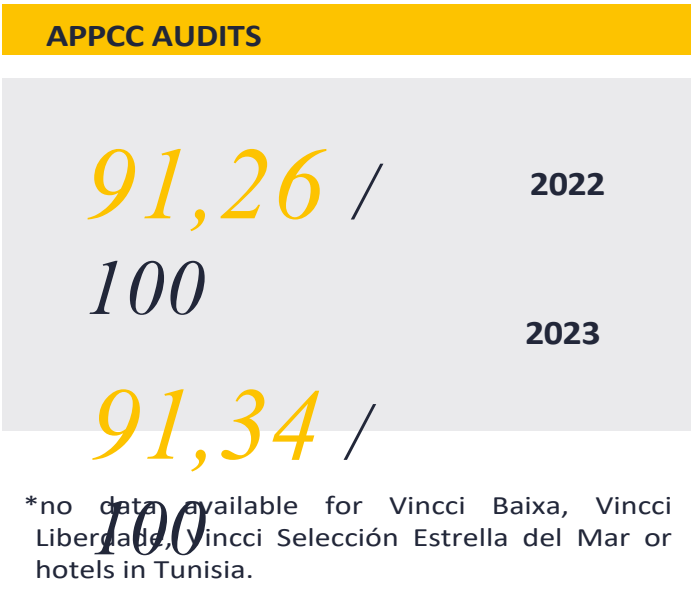 APPCC AUDITS
91,26 /
2022
100
2023
91,34 /
100
*no data available for Vincci Baixa, Vincci
Liberdade, Vincci Selección Estrella del Mar or
hotels in Tunisia.